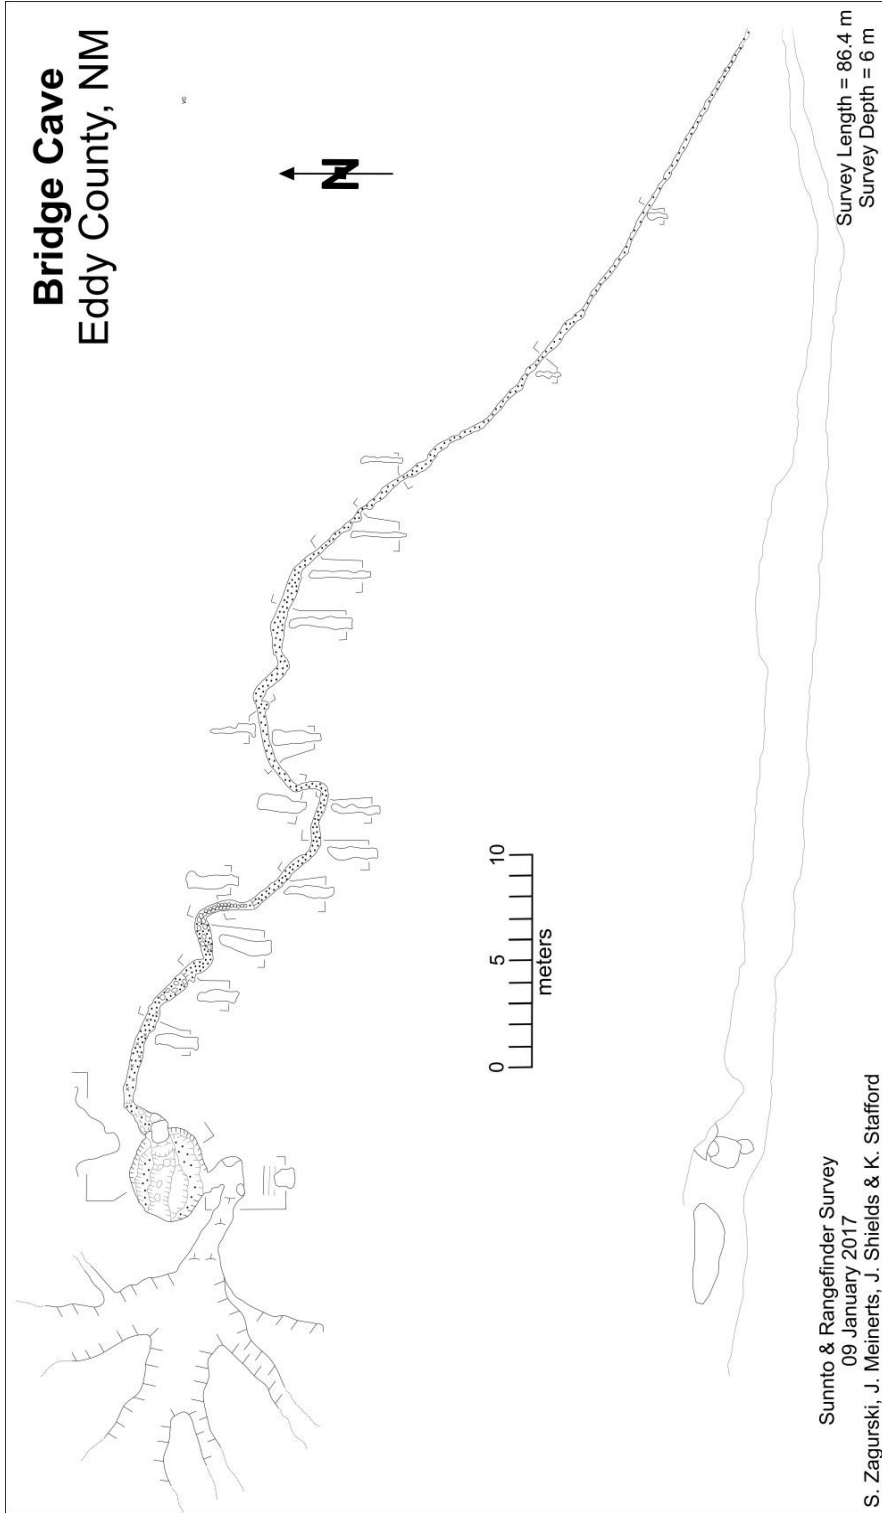 Bridge Cave
Eddy County, NM
N
0 5 10
meters
Survey Length = 86.4 m
Survey Depth = 6 m
Sunnto & Rangefinder Survey
09 January 2017
S. Zagurski, J. Meinerts, J. Shields & K. Stafford